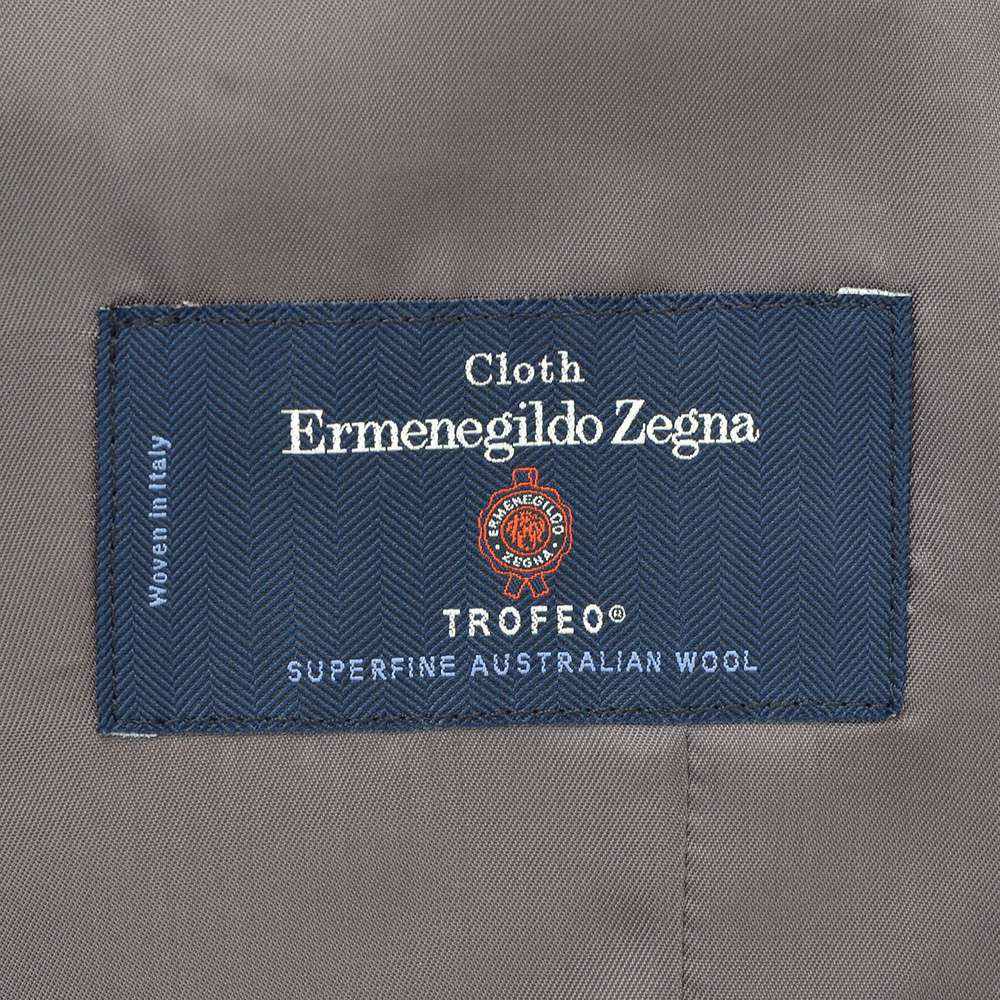 Cloth
Ermenegildo Zegna
ERMENEGILDO
· ZEGNA ·
TROFEO®
SUPERFINE AUSTRALIAN WOOL
Woven in Italy